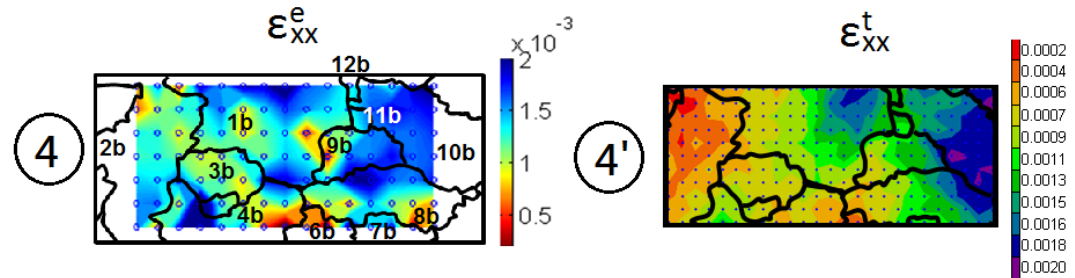 ε^e_xx
x 10^-3
2
1.5
1
0.5
4
12b
11b
1b
2b
9b
10b
3b
4b
8b
6b
7b
ε^t_xx
4'
0.0002
0.0004
0.0006
0.0007
0.0009
0.0011
0.0013
0.0015
0.0016
0.0018
0.0020